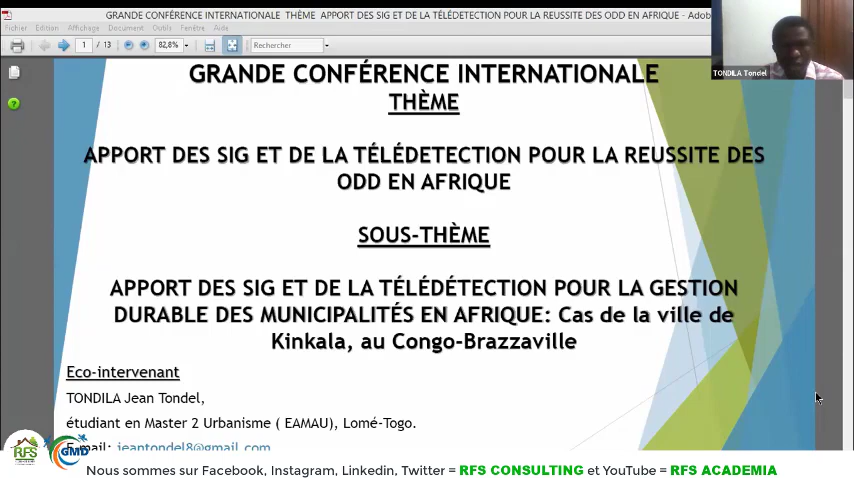 GRANDE CONFÉRENCE INTERNATIONALE THÈME APPORT DES SIG ET DE LA TÉLÉDETECTION POUR LA REUSSITE DES ODD EN AFRIQUE - Adob
Fichier Edition Affichage Document Outils Fenêtre Aide
1 / 13 82,8% Rechercher
TONDILA Tondel
GRANDE CONFÉRENCE INTERNATIONALE
THÈME
APPORT DES SIG ET DE LA TÉLÉDETECTION POUR LA REUSSITE DES
ODD EN AFRIQUE
SOUS-THÈME
APPORT DES SIG ET DE LA TÉLÉDÉTECTION POUR LA GESTION
DURABLE DES MUNICIPALITÉS EN AFRIQUE: Cas de la ville de
Kinkala, au Congo-Brazzaville
Eco-intervenant
TONDILA Jean Tondel,
étudiant en Master 2 Urbanisme ( EAMAU), Lomé-Togo.
E-mail: jeantondel8@gmail.com
RFS
GMD
Nous sommes sur Facebook, Instagram, Linkedin, Twitter = RFS CONSULTING et YouTube = RFS ACADEMIA